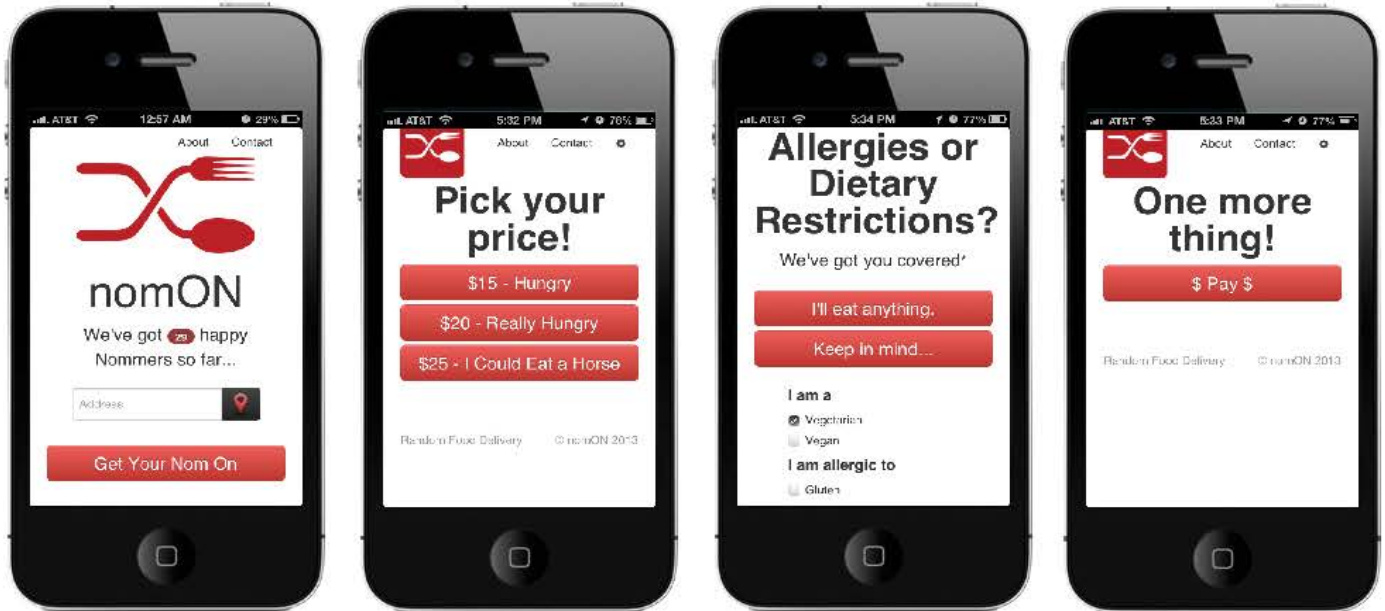 AT&T 12:57 AM 29%
About Contact
nomON
We've got 29 happy
Nommers so far...
Address
Get Your Nom On
AT&T 5:32 PM 78%
About Contact
Pick your
price!
$15 - Hungry
$20 - Really Hungry
$25 - I Could Eat a Horse
Random Food Delivery © nomON 2013
AT&T 5:34 PM 77%
Allergies or
Dietary
Restrictions?
We've got you covered*
I'll eat anything.
Keep in mind...
I am a
Vegetarian
Vegan
I am allergic to
Gluten
AT&T 5:33 PM 77%
About Contact
One more
thing!
$ Pay $
Random Food Delivery © nomON 2013